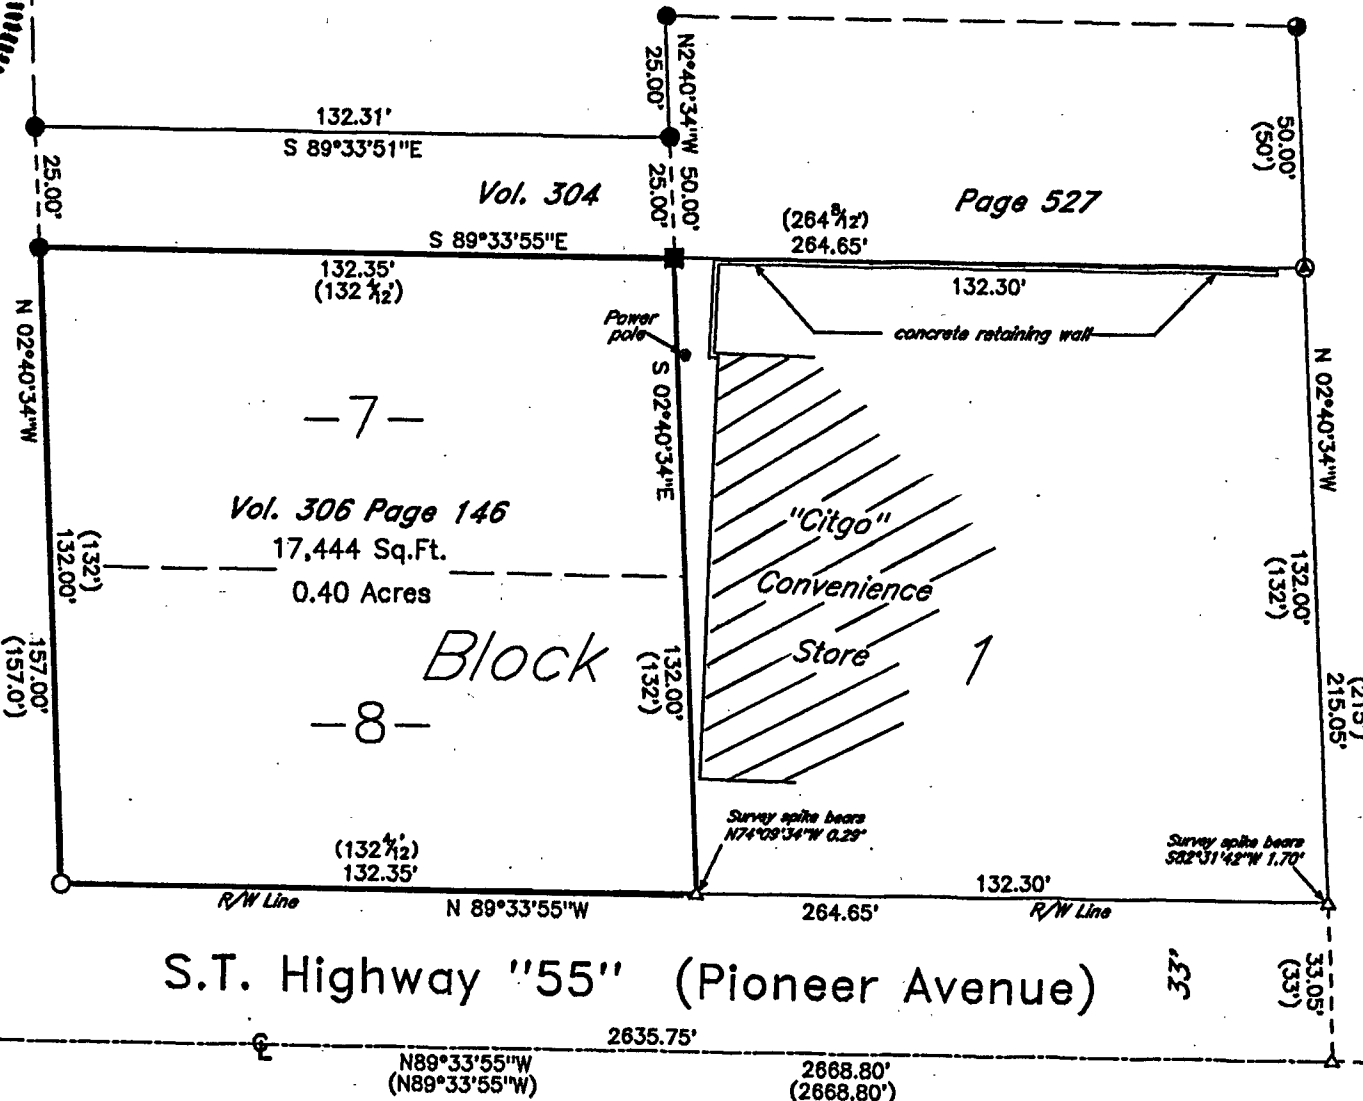 N2°40'34"W 50.00'
25.00'
25.00'
132.31'
S 89°33'51"E
25.00'
50.00'
(50')
Vol. 304
Page 527
(264 8/12')
264.65'
S 89°33'55"E
132.35'
(132 4/12')
132.30'
Power
pole
concrete retaining wall
N 02°40'34"W
S 02°40'34"E
N 02°40'34"W
-7-
Vol. 306 Page 146
17,444 Sq.Ft.
0.40 Acres
"Citgo"
Convenience
Store
(132')
132.00'
132.00'
(132')
157.00'
(157.0')
Block
1
132.00'
(132')
(215')
215.05'
-8-
Survey spike bears
N74°09'34"W 0.29'
Survey spike bears
S82°31'42"W 1.70'
(132 4/12')
132.35'
R/W Line
N 89°33'55"W
132.30'
264.65'
R/W Line
S.T. Highway "55" (Pioneer Avenue)
33'
33.05'
(33')
2635.75'
N89°33'55"W
(N89°33'55"W)
2668.80'
(2668.80')